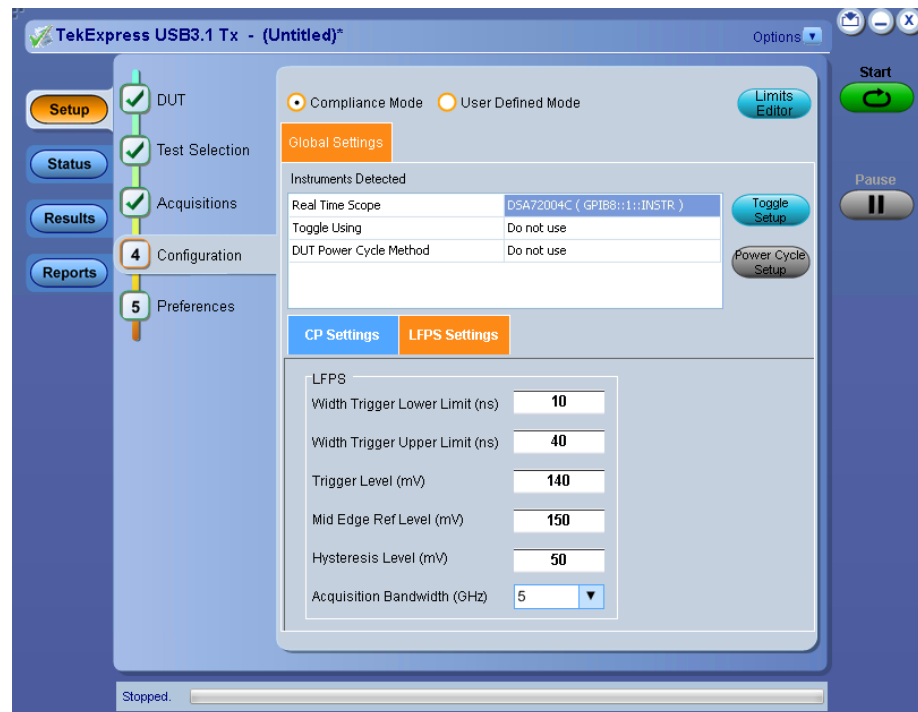 TekExpress USB3.1 Tx - (Untitled)*
Options
Start
Setup
Status
Results
Reports
DUT
Test Selection
Acquisitions
4 Configuration
5 Preferences
Compliance Mode User Defined Mode
Limits Editor
Global Settings
Instruments Detected
Real Time Scope DSA72004C ( GPIB8::1::INSTR )
Toggle Using Do not use
DUT Power Cycle Method Do not use
Toggle Setup
Power Cycle Setup
Pause
CP Settings LFPS Settings
LFPS
Width Trigger Lower Limit (ns) 10
Width Trigger Upper Limit (ns) 40
Trigger Level (mV) 140
Mid Edge Ref Level (mV) 150
Hysteresis Level (mV) 50
Acquisition Bandwidth (GHz) 5
Stopped.